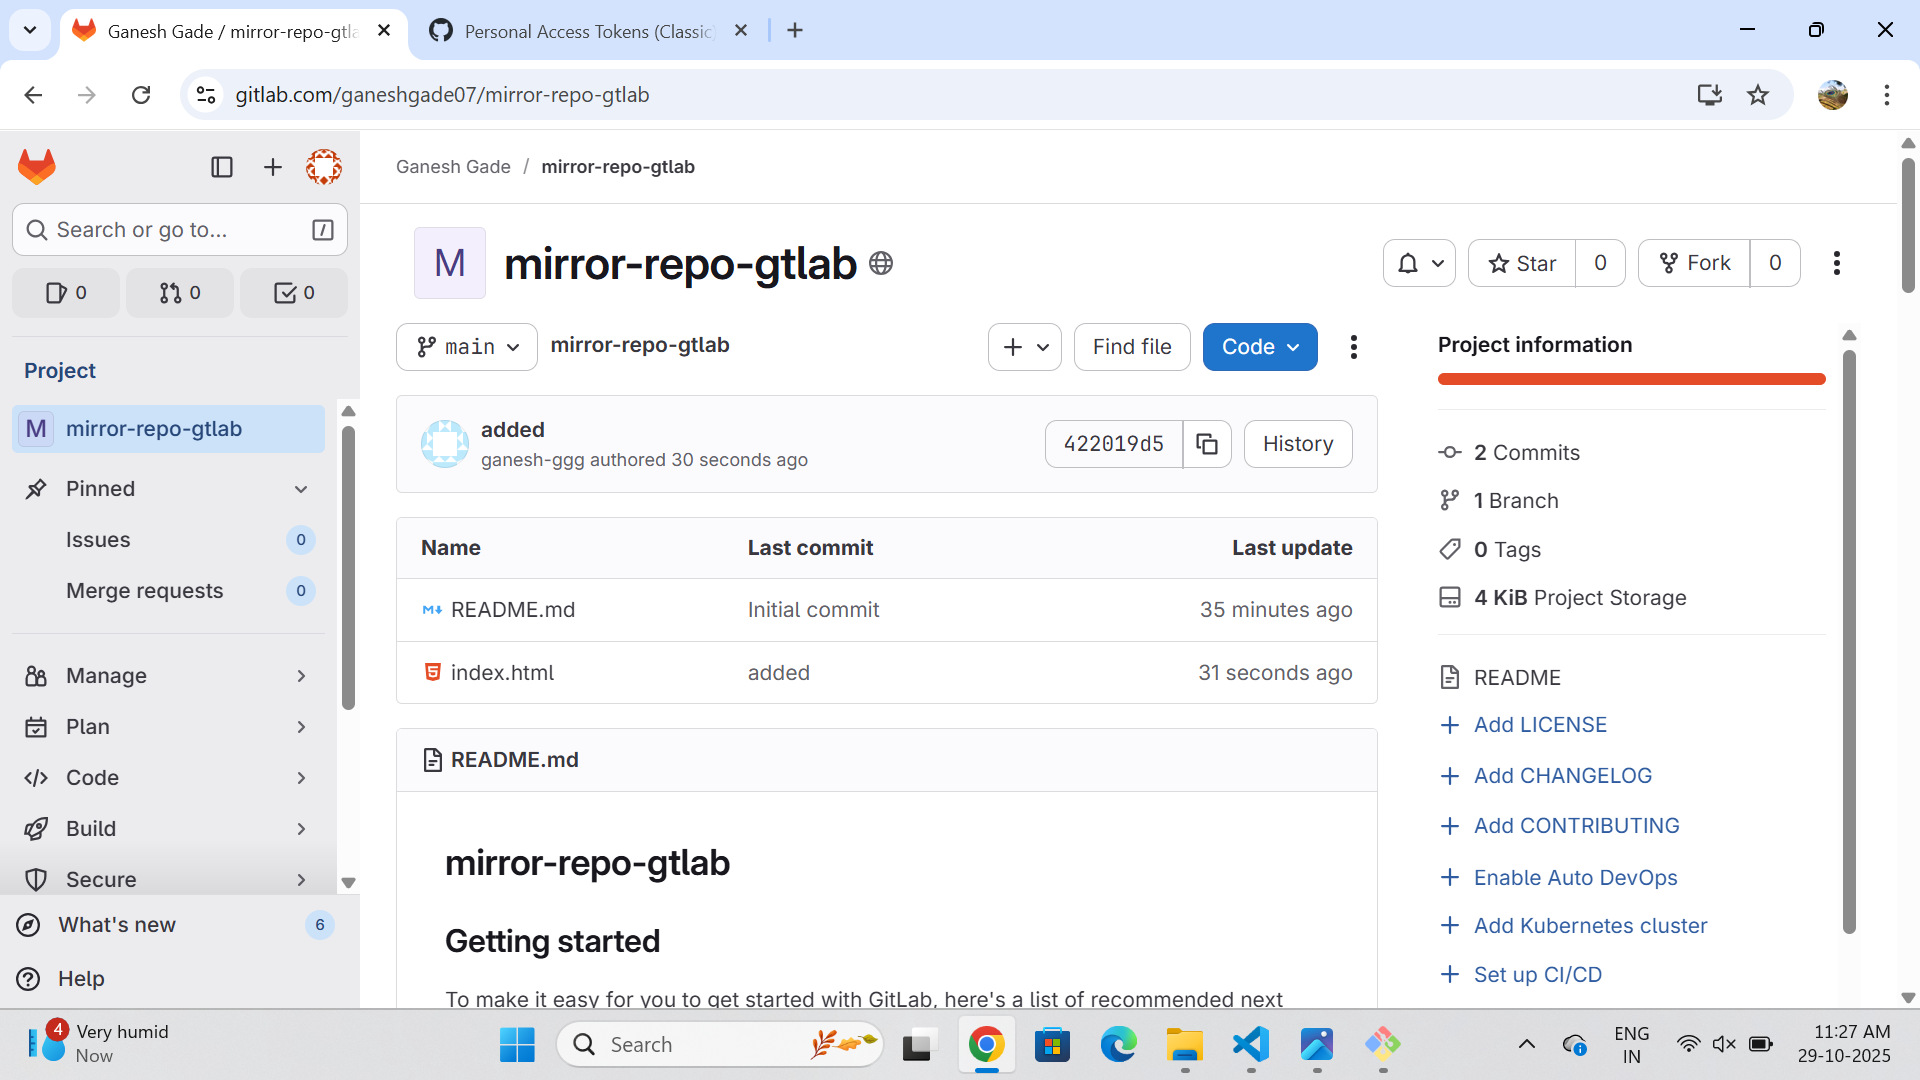 Ganesh Gade / mirror-repo-gtla
Personal Access Tokens (Classic)
gitlab.com/ganeshgade07/mirror-repo-gtlab
Ganesh Gade / mirror-repo-gtlab
Search or go to... /
0 0 0
Project
M mirror-repo-gtlab
Pinned
Issues 0
Merge requests 0
Manage
Plan
Code
Build
Secure
What's new 6
Help
M mirror-repo-gtlab
Star 0
Fork 0
main
mirror-repo-gtlab
Find file
Code
added
ganesh-ggg authored 30 seconds ago
422019d5
History
Name Last commit Last update
README.md Initial commit 35 minutes ago
index.html added 31 seconds ago
README.md
mirror-repo-gtlab
Getting started
To make it easy for you to get started with GitLab, here's a list of recommended next
Project information
2 Commits
1 Branch
0 Tags
4 KiB Project Storage
README
Add LICENSE
Add CHANGELOG
Add CONTRIBUTING
Enable Auto DevOps
Add Kubernetes cluster
Set up CI/CD
4
Very humid
Now
Search
ENG
IN
11:27 AM
29-10-2025